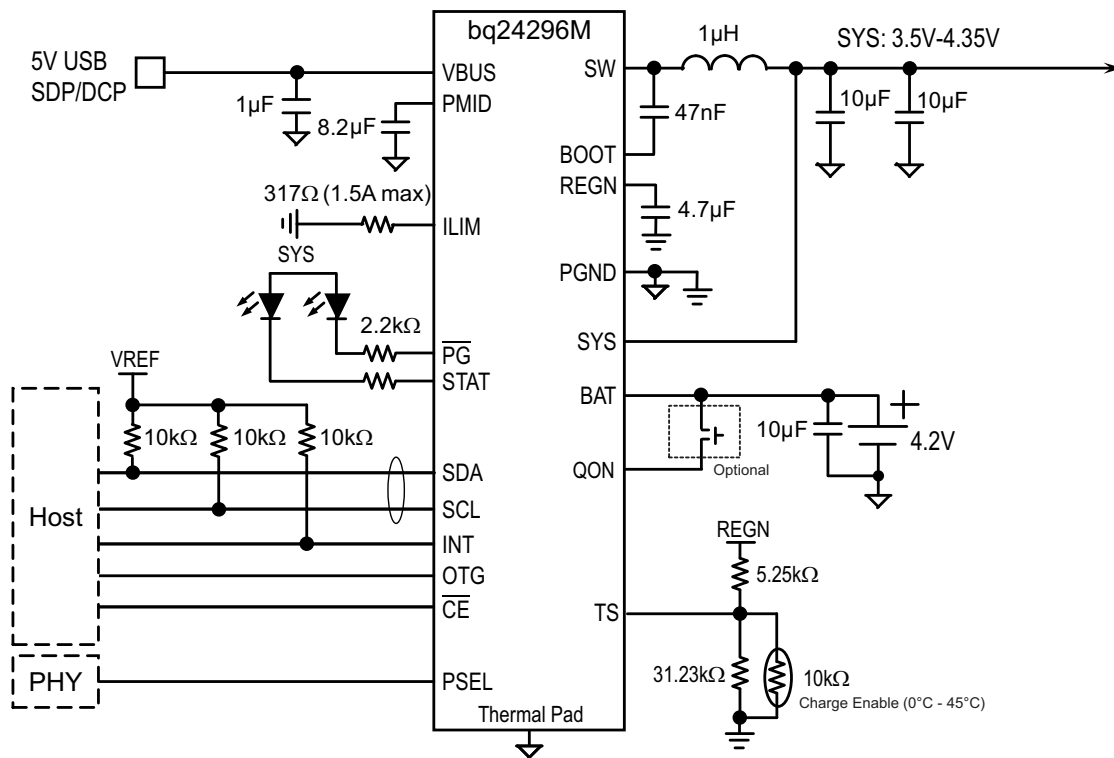 bq24296M
5V USB
SDP/DCP
1µF
8.2µF
VBUS
PMID
317Ω (1.5A max)
ILIM
SYS
2.2kΩ
PG
STAT
VREF
10kΩ
10kΩ
10kΩ
Host
SDA
SCL
INT
OTG
CE
PHY
PSEL
Thermal Pad
SW
1µH
SYS: 3.5V-4.35V
47nF
10µF
10µF
BOOT
REGN
4.7µF
PGND
SYS
BAT
10µF
+
4.2V
Optional
QON
REGN
5.25kΩ
TS
31.23kΩ
10kΩ
Charge Enable (0°C - 45°C)